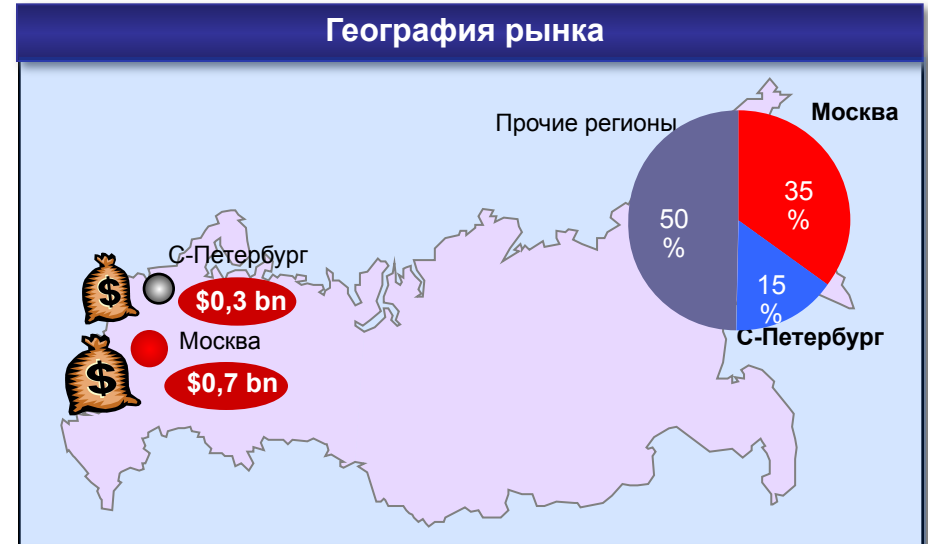 География рынка
Прочие регионы
Москва
35
%
50
%
15
%
С-Петербург
С-Петербург
$
$0,3 bn
Москва
$
$0,7 bn